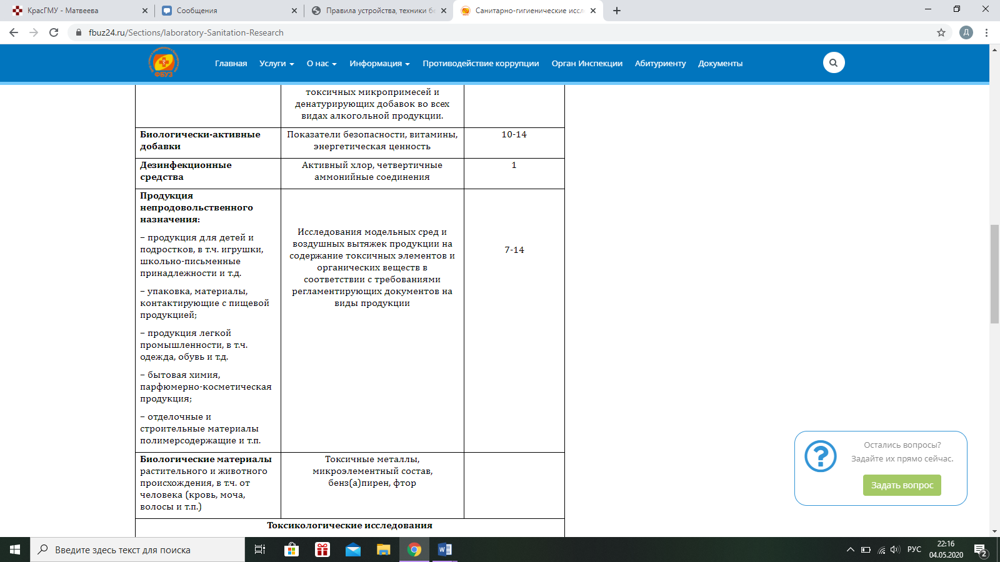 КрасГМУ - Матвеева
Сообщения
Правила устройства, техники бе
Санитарно-гигиенические иссл
fbuz24.ru/Sections/laboratory-Sanitation-Research
Д
ФБУЗ
Главная
Услуги
О нас
Информация
Противодействие коррупции
Орган Инспекции
Абитуриенту
Документы
токсичных микропримесей и
денатурирующих добавок во всех
видах алкогольной продукции.
Биологически-активные
добавки
Показатели безопасности, витамины,
энергетическая ценность
10-14
Дезинфекционные
средства
Активный хлор, четвертичные
аммонийные соединения
1
Продукция
непродовольственного
назначения:
– продукция для детей и
подростков, в т.ч. игрушки,
школьно-письменные
принадлежности и т.д.
– упаковка, материалы,
контактирующие с пищевой
продукцией;
– продукция легкой
промышленности, в т.ч.
одежда, обувь и т.д.
– бытовая химия,
парфюмерно-косметическая
продукция;
– отделочные и
строительные материалы
полимерсодержащие и т.п.
Исследования модельных сред и
воздушных вытяжек продукции на
содержание токсичных элементов и
органических веществ в
соответствии с требованиями
регламентирующих документов на
виды продукции
7-14
Биологические материалы
растительного и животного
происхождения, в т.ч. от
человека (кровь, моча,
волосы и т.п.)
Токсичные металлы,
микроэлементный состав,
бенз(а)пирен, фтор
Токсикологические исследования
Остались вопросы?
Задайте их прямо сейчас.
Задать вопрос
Введите здесь текст для поиска
РУС
22:16
04.05.2020
2